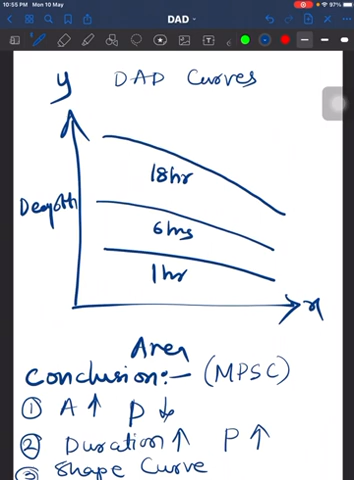 10:55 PM Mon 10 May
97%
DAD
y DAD Curves
18hr
Depth
6hrs
1hr
x
Area
Conclusion:- (MPSC)
① A↑ P↓
② Duration↑ P↑
③ Shape Curve